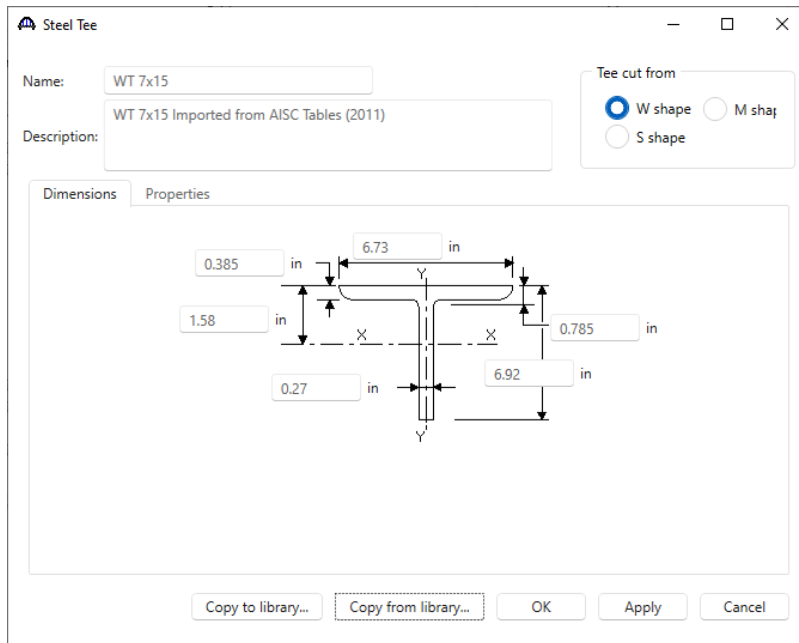 Steel Tee
Name: WT 7x15
Description: WT 7x15 Imported from AISC Tables (2011)
Tee cut from
W shape M shap
S shape
Dimensions Properties
6.73 in
0.385 in
Y
1.58 in
X X
0.785 in
0.27 in
6.92 in
Y
Copy to library... Copy from library... OK Apply Cancel